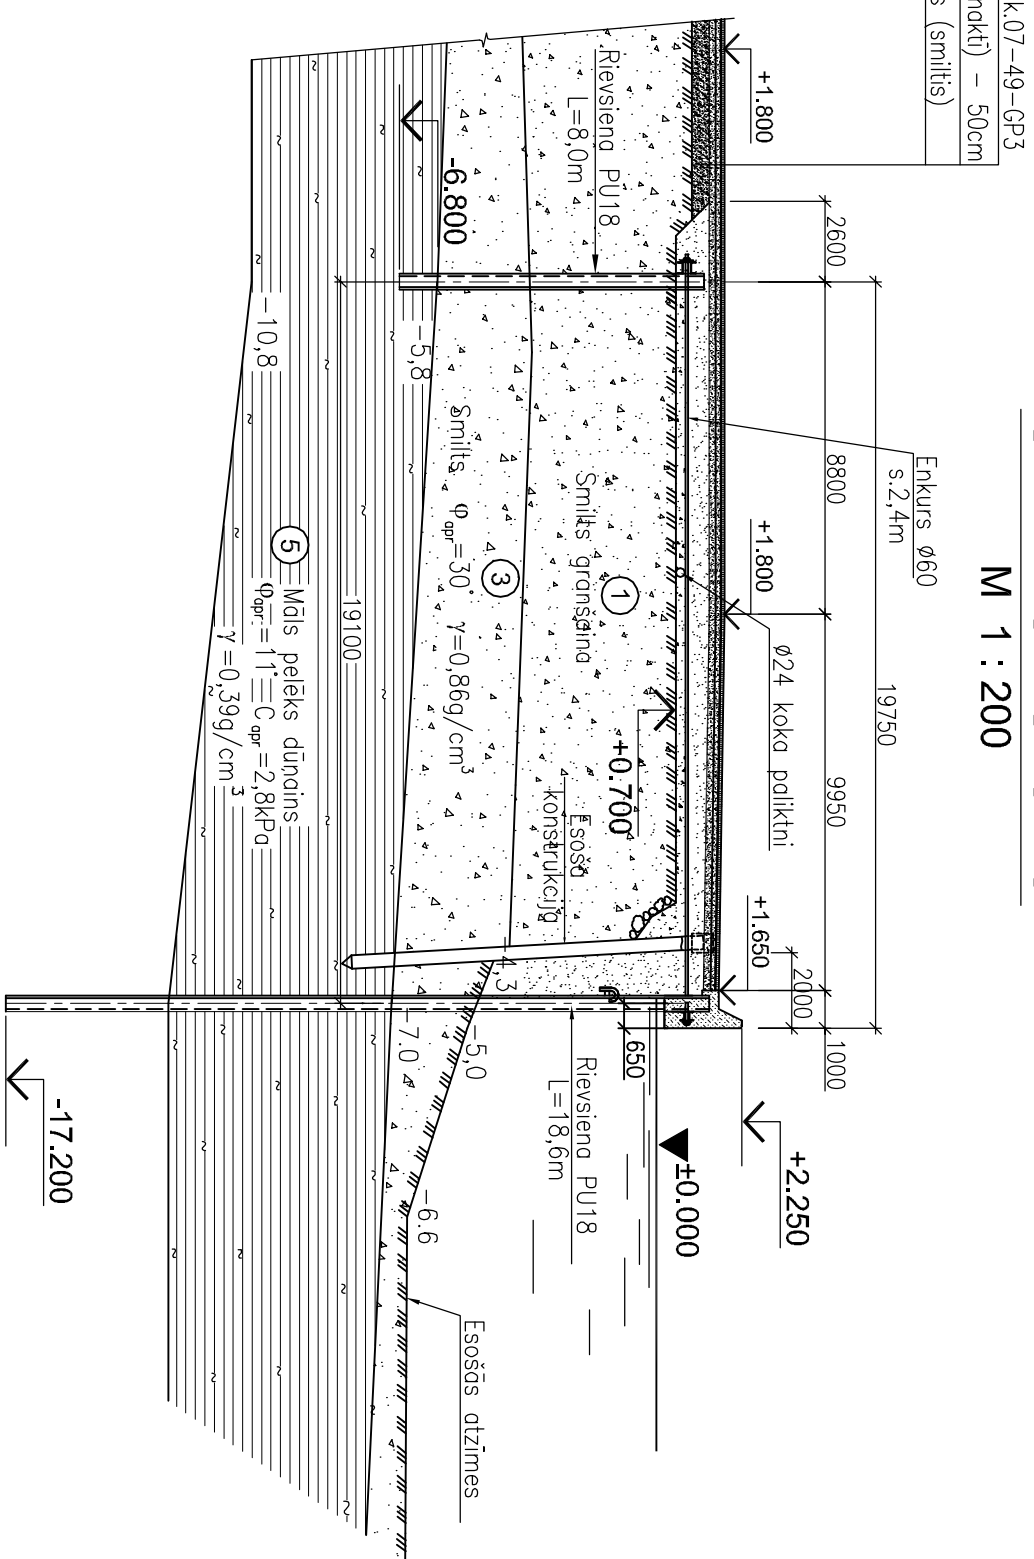 k.07-49-GP3
nakti) - 50cm
s (smiltis)
M 1:200
+1.800
2600
8800
19750
9950
+1.800
+1.650
2000
1000
Enkurs ø60
s.2,4m
ø24 koka paliktni
+2.250
±0.000
Rievsiena PU18
L=8,0m
+0.700
1
Smilts granšaina
Esoša
konstrukcija
650
Rievsiena PU18
L=18,6m
3
Smilts φapr=30° γ=0,86g/cm³
-6.800
-5,8
-4,3
-5,0
-7.0
-6.6
Esošās atzīmes
19100
5
Māls pelēks dūņains
φapr=11° C apr=2,8kPa
γ=0,39g/cm³
-10,8
-17.200